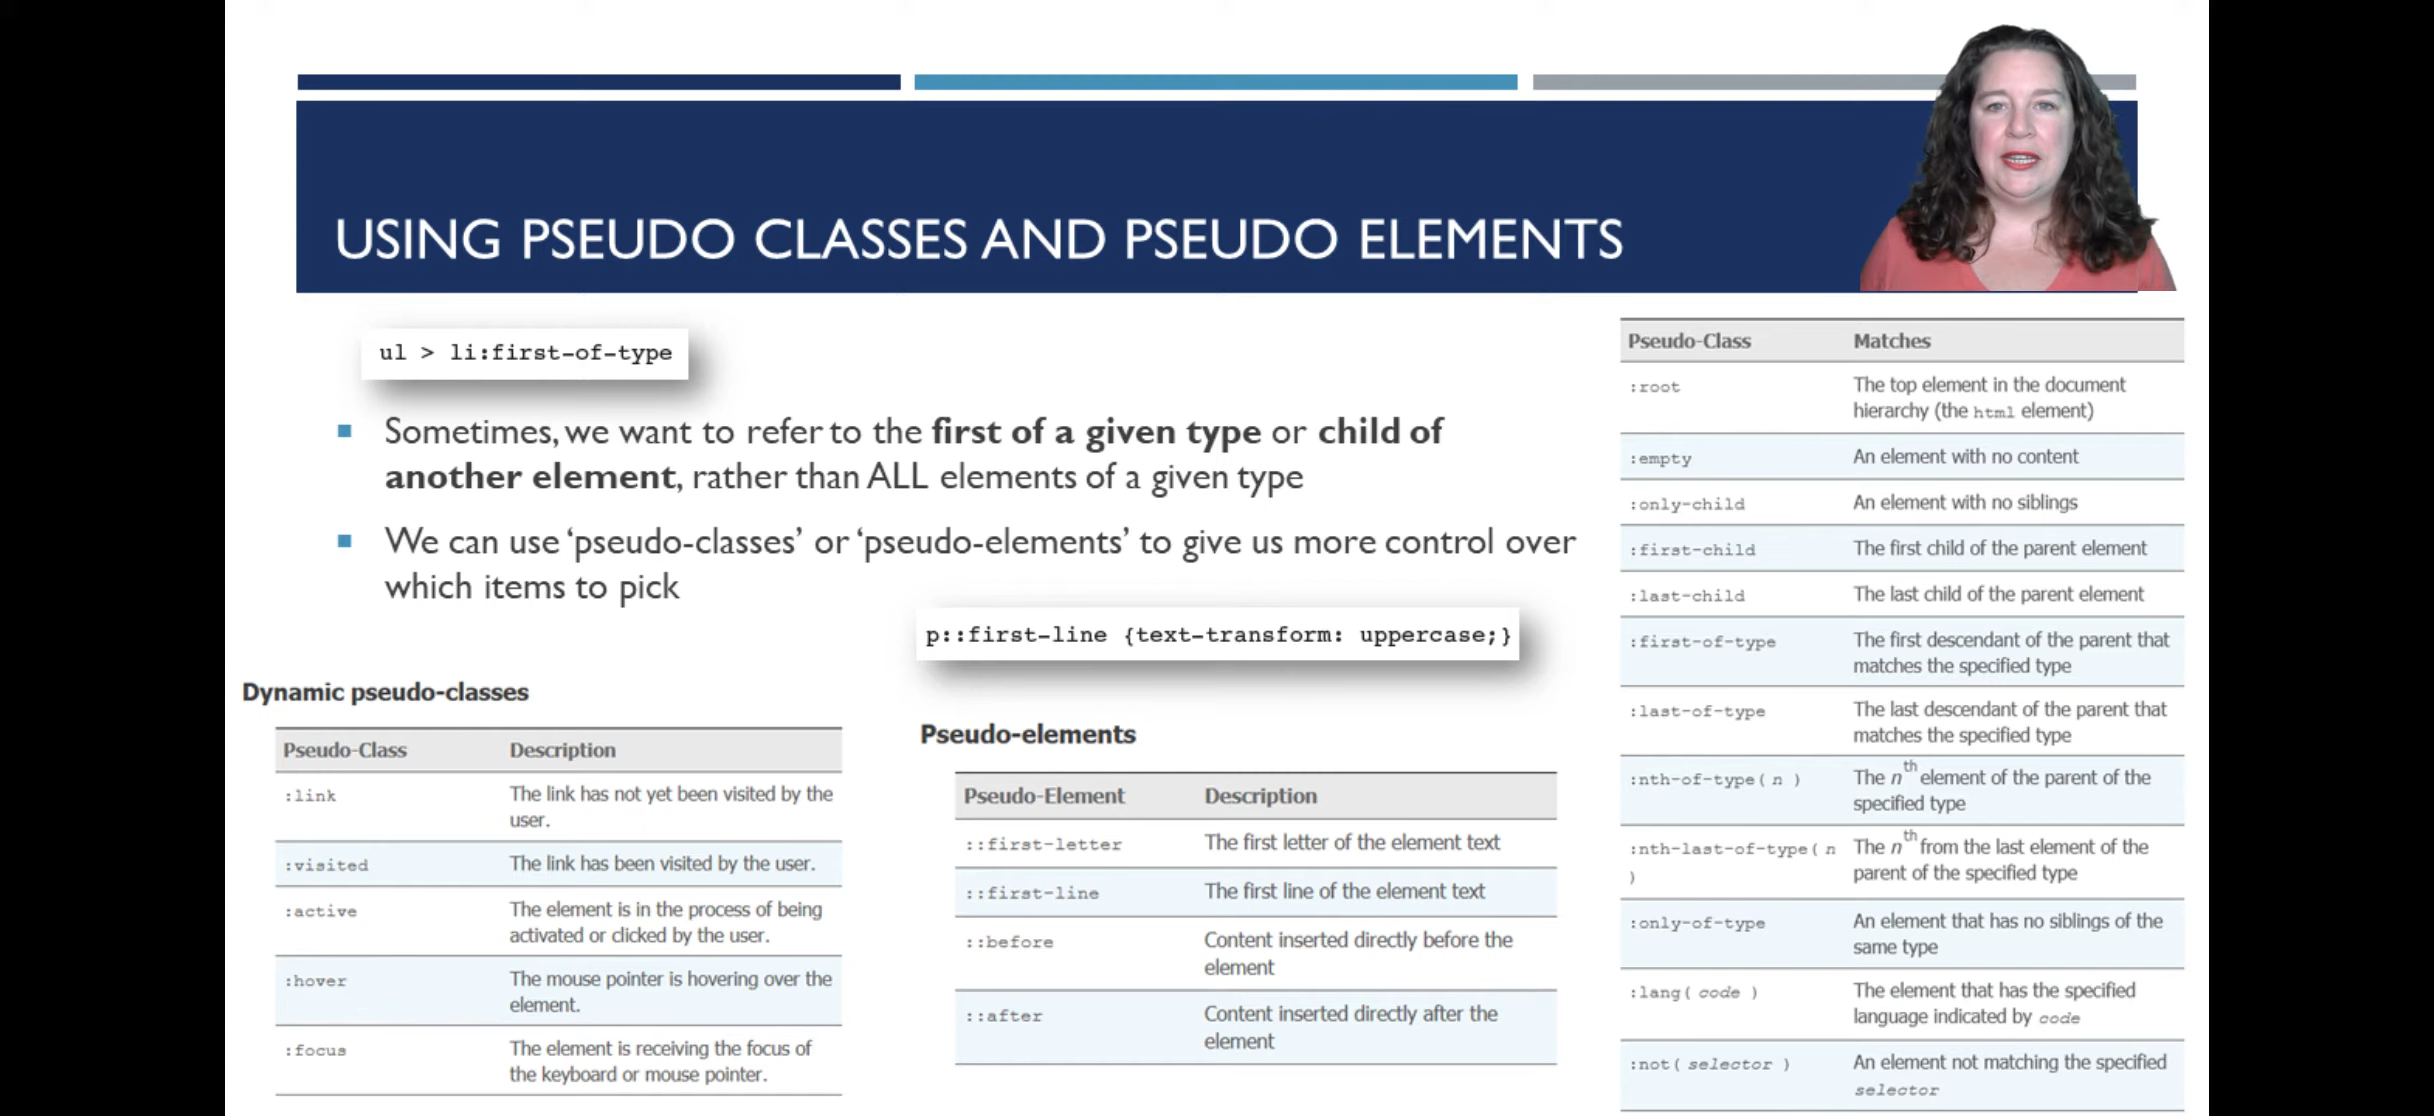 USING PSEUDO CLASSES AND PSEUDO ELEMENTS
ul > li:first-of-type
Sometimes, we want to refer to the first of a given type or child of
another element, rather than ALL elements of a given type
We can use ‘pseudo-classes’ or ‘pseudo-elements’ to give us more control over
which items to pick
p::first-line {text-transform: uppercase;}
Dynamic pseudo-classes
Pseudo-Class Description
:link The link has not yet been visited by the
user.
:visited The link has been visited by the user.
:active The element is in the process of being
activated or clicked by the user.
:hover The mouse pointer is hovering over the
element.
:focus The element is receiving the focus of
the keyboard or mouse pointer.
Pseudo-elements
Pseudo-Element Description
::first-letter The first letter of the element text
::first-line The first line of the element text
::before Content inserted directly before the
element
::after Content inserted directly after the
element
Pseudo-Class Matches
:root The top element in the document
hierarchy (the html element)
:empty An element with no content
:only-child An element with no siblings
:first-child The first child of the parent element
:last-child The last child of the parent element
:first-of-type The first descendant of the parent that
matches the specified type
:last-of-type The last descendant of the parent that
matches the specified type
:nth-of-type( n ) The nth element of the parent of the
specified type
:nth-last-of-type( n The nth from the last element of the
) parent of the specified type
:only-of-type An element that has no siblings of the
same type
:lang( code ) The element that has the specified
language indicated by code
:not( selector ) An element not matching the specified
selector